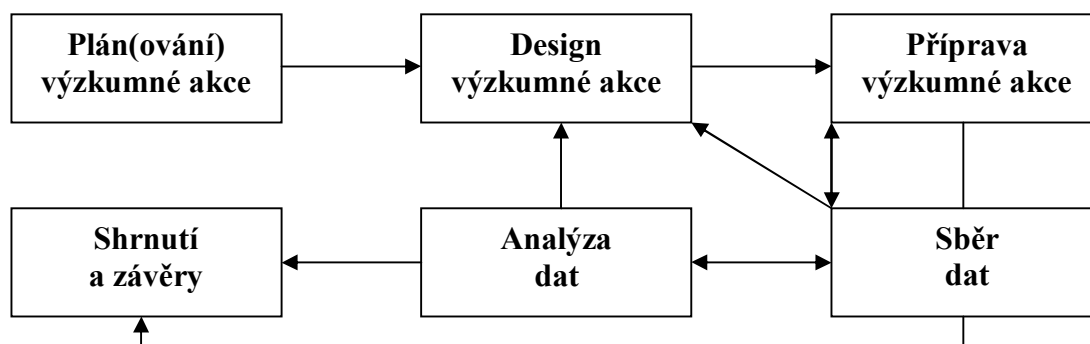 Plán(ování)
výzkumné akce
Design
výzkumné akce
Příprava
výzkumné akce
Shrnutí
a závěry
Analýza
dat
Sběr
dat